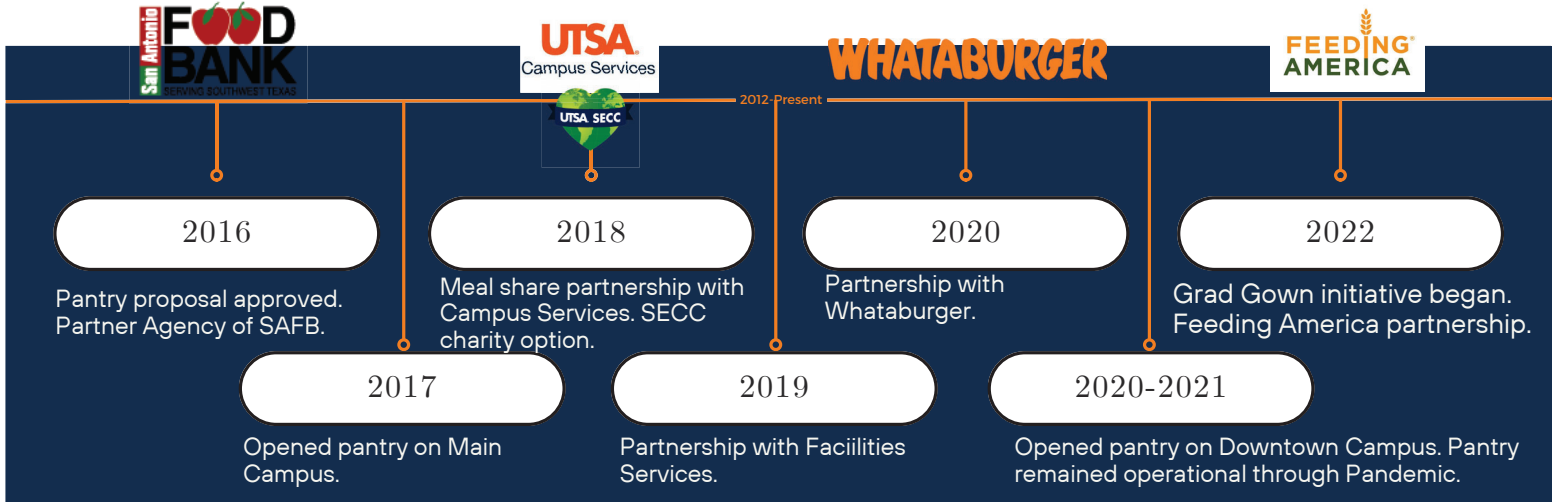 San Antonio
FOOD
BANK
SERVING SOUTHWEST TEXAS
UTSA.
Campus Services
UTSA SECC
WHATABURGER
FEEDING
AMERICA
2012-Present
2016
Pantry proposal approved.
Partner Agency of SAFB.
2017
Opened pantry on Main
Campus.
2018
Meal share partnership with
Campus Services. SECC
charity option.
2019
Partnership with Faciilities
Services.
2020
Partnership with
Whataburger.
2020-2021
Opened pantry on Downtown Campus. Pantry
remained operational through Pandemic.
2022
Grad Gown initiative began.
Feeding America partnership.